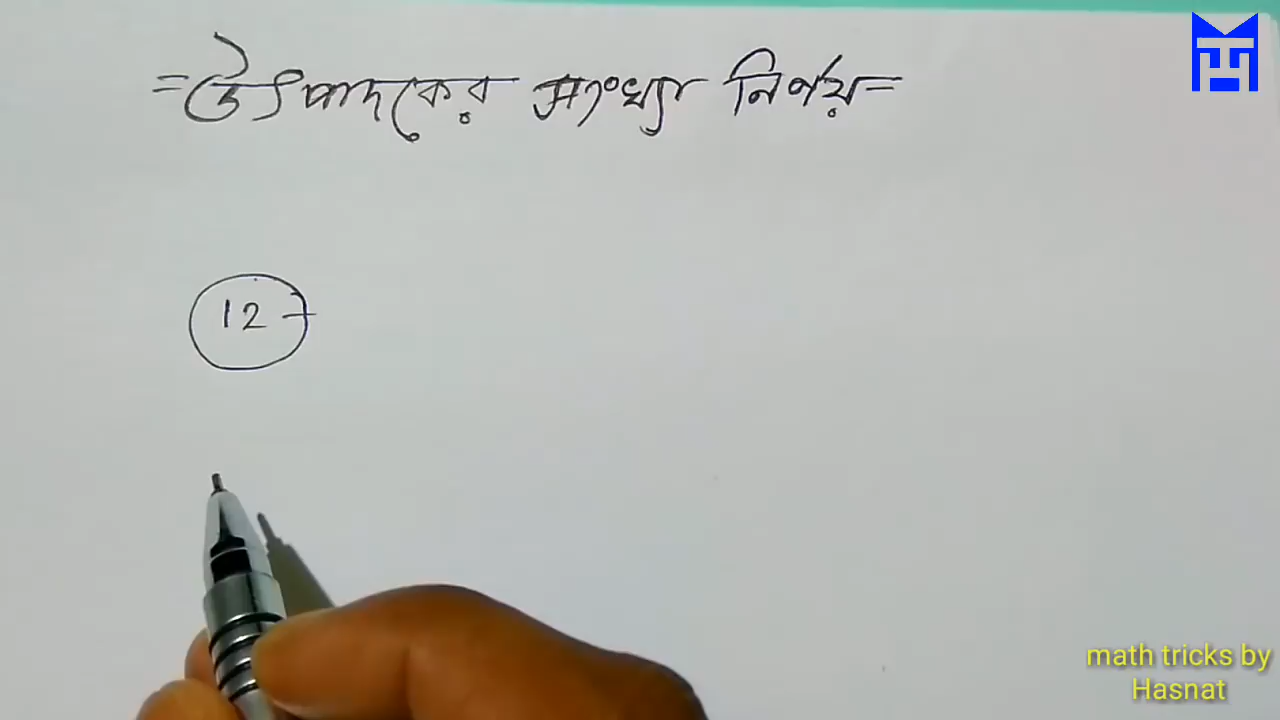 =উৎপাদকের সংখ্যা নির্ণয়=
12
math tricks by
Hasnat